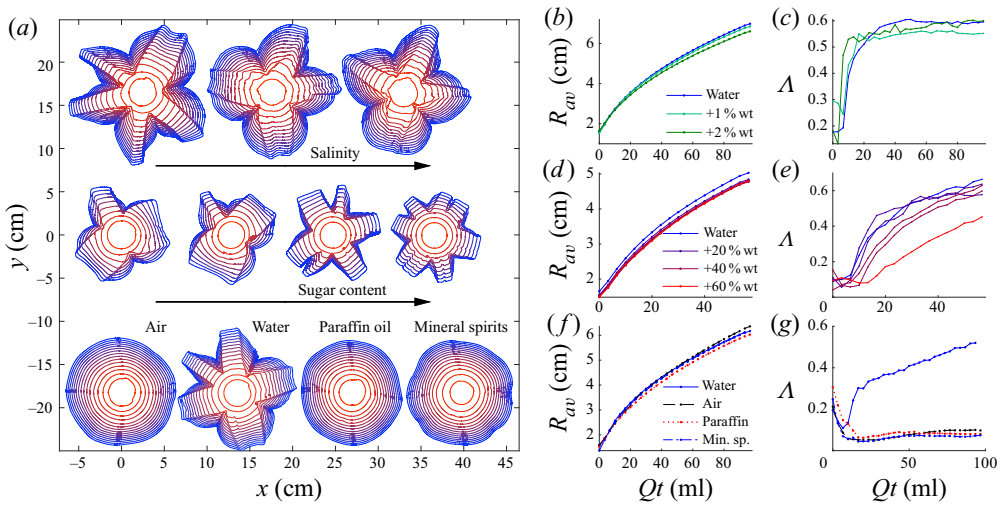 (a)
20
15
10
5
0
−5
−10
−15
−20
y (cm)
−5
0
5
10
15
20
25
30
35
40
45
x (cm)
Salinity
Sugar content
Air
Water
Paraffin oil
Mineral spirits
(b)
6
4
2
R_av (cm)
0
20
40
60
80
Water
+1 % wt
+2 % wt
(c)
0.6
0.5
0.4
0.3
0.2
Λ
0
20
40
60
80
(d)
5
4
3
2
R_av (cm)
0
20
40
Water
+20 % wt
+40 % wt
+60 % wt
(e)
0.6
0.4
0.2
Λ
0
20
40
(f)
6
5
4
3
2
R_av (cm)
0
20
40
60
80
Qt (ml)
Water
Air
Paraffin
Min. sp.
(g)
0.6
0.4
0.2
0
Λ
50
100
Qt (ml)